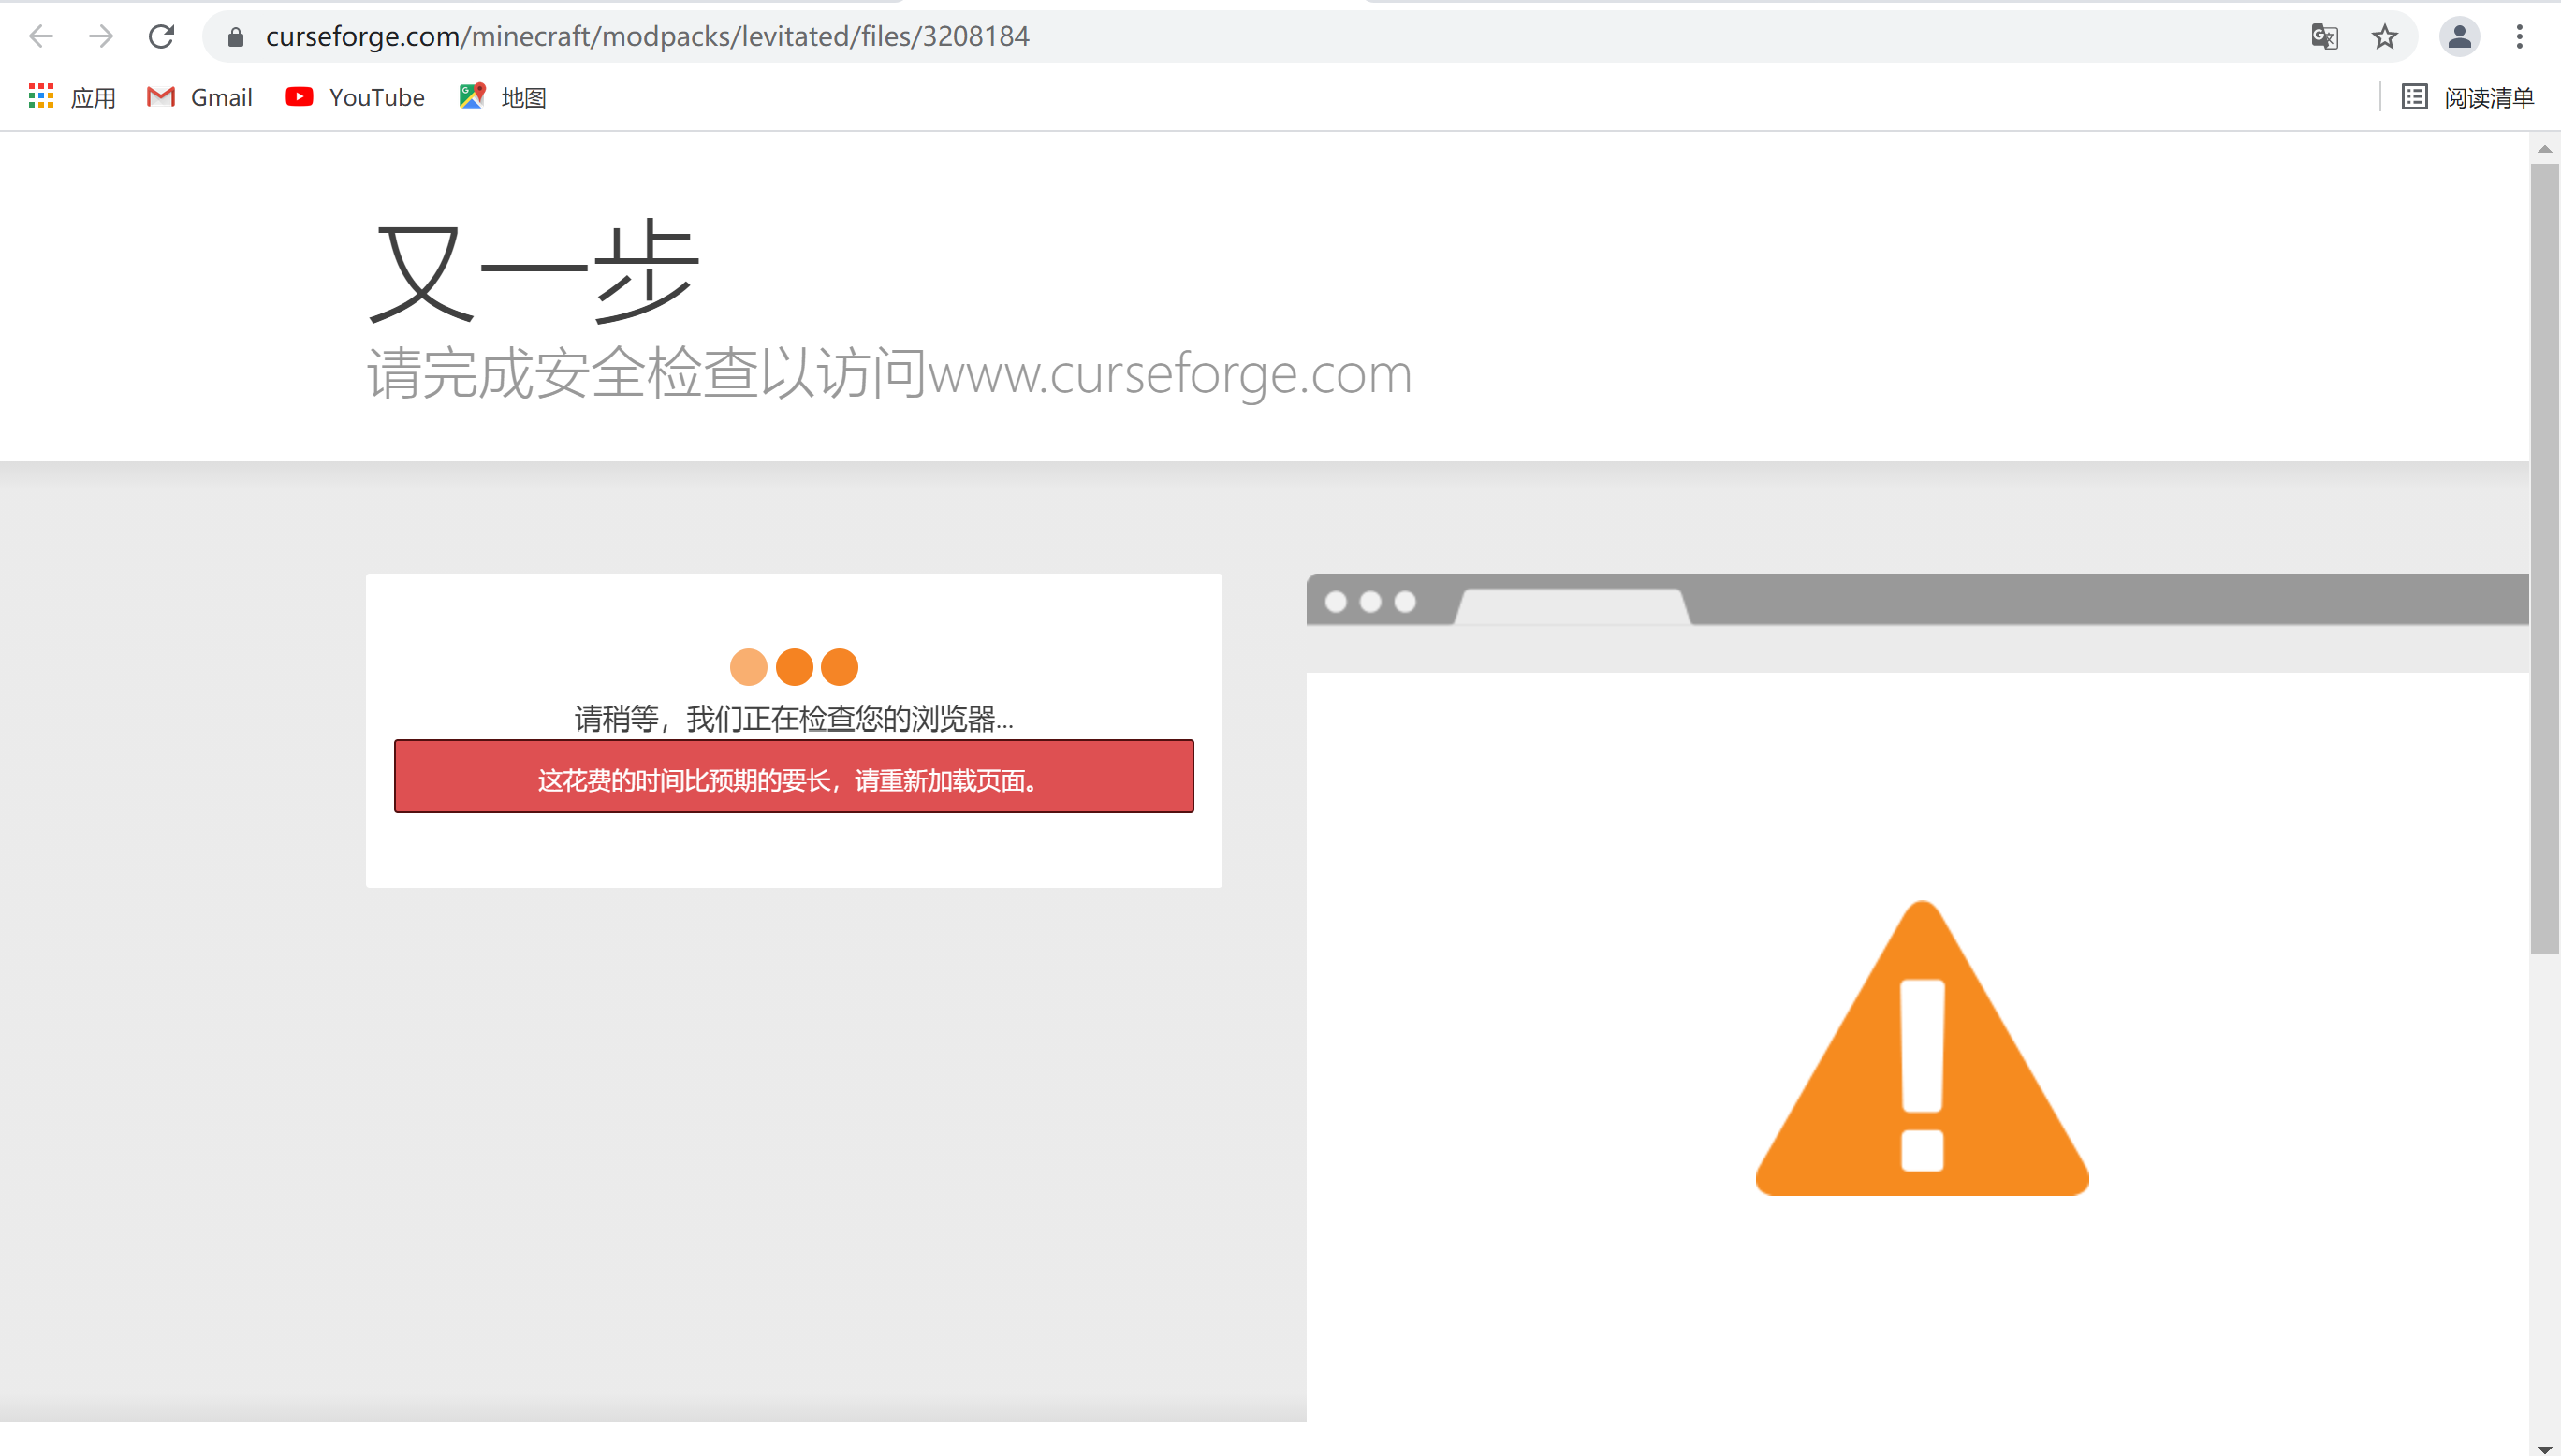 curseforge.com/minecraft/modpacks/levitated/files/3208184
应用 Gmail YouTube 地图 阅读清单
又一步
请完成安全检查以访问www.curseforge.com
请稍等，我们正在检查您的浏览器...
这花费的时间比预期的要长，请重新加载页面。